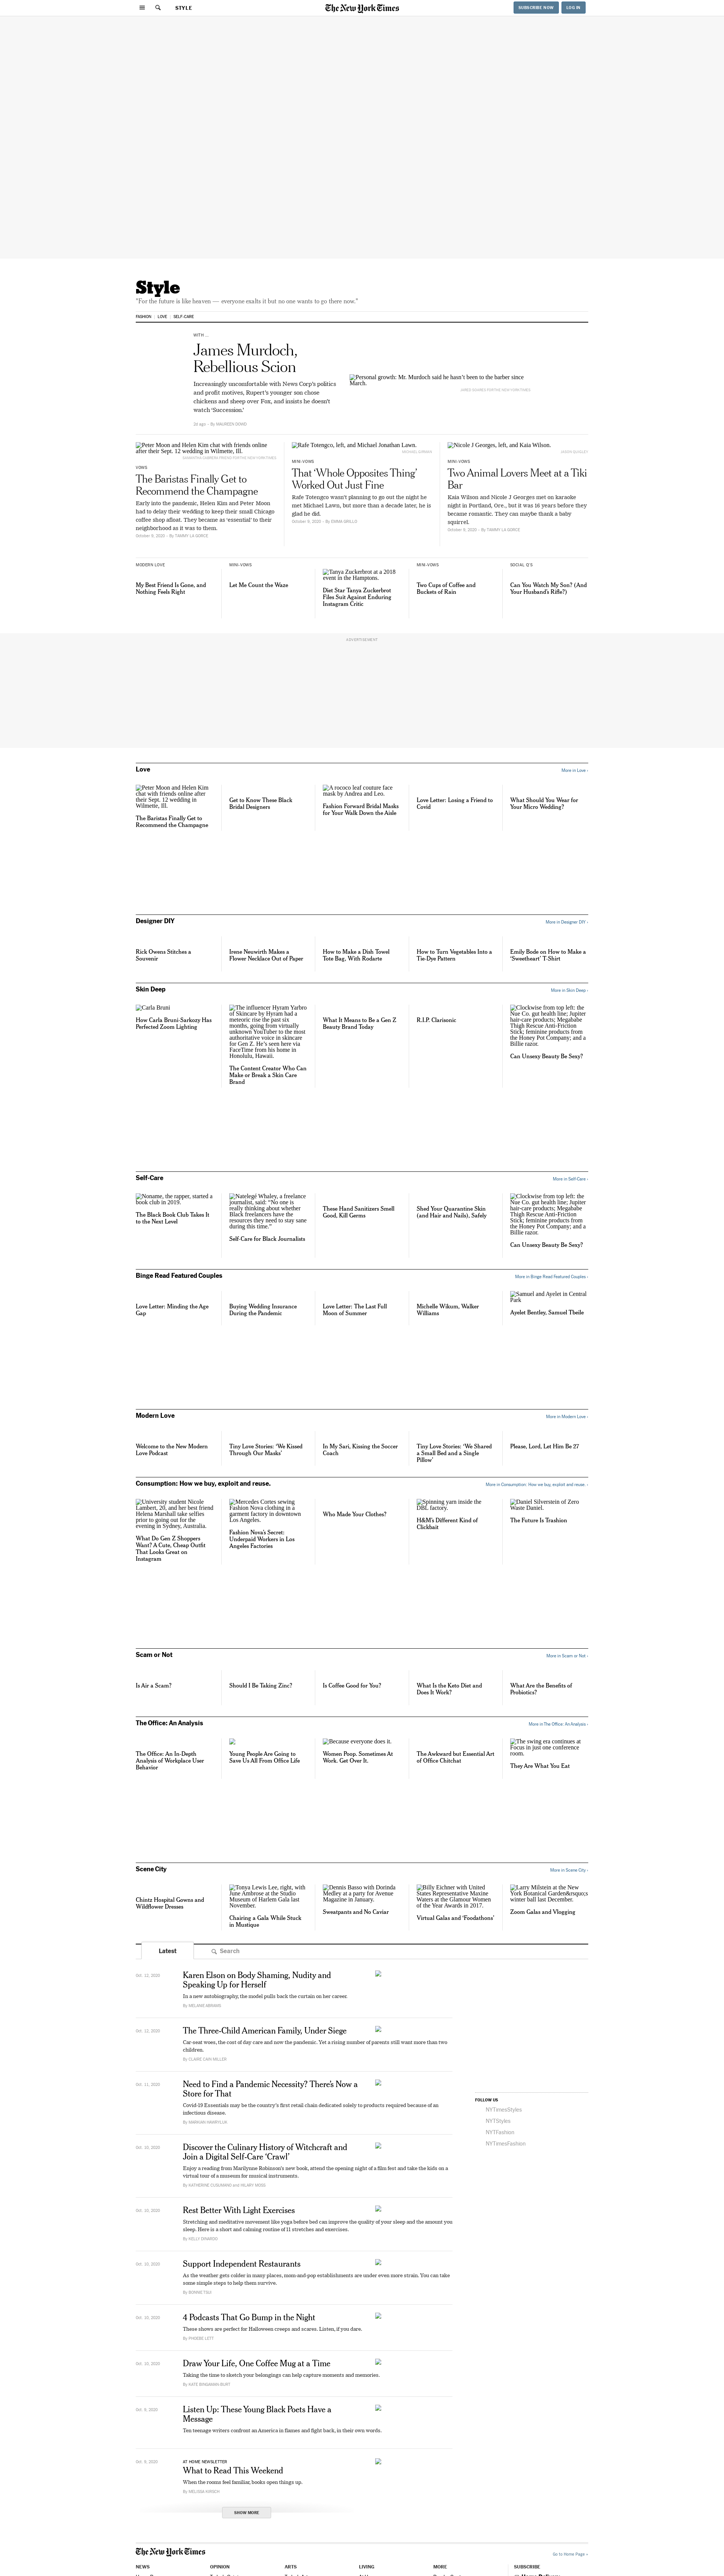 STYLE
The New York Times
SUBSCRIBE NOW
LOG IN
Style
“For the future is like heaven — everyone exalts it but no one wants to go there now.”
FASHION
LOVE
SELF-CARE
WITH …
James Murdoch,
Rebellious Scion
Increasingly uncomfortable with News Corp’s politics
and profit motives, Rupert’s younger son chose
chickens and sheep over Fox, and insists he doesn’t
watch ‘Succession.’
By MAUREEN DOWD
Personal growth: Mr. Murdoch said he hasn’t been to the barber since
March.
Peter Moon and Helen Kim chat with friends online
after their Sept. 12 wedding in Wilmette, Ill.
VOWS
The Baristas Finally Get to
Recommend the Champagne
Early into the pandemic, Helen Kim and Peter Moon
had to delay their wedding to keep their small Chicago
coffee shop afloat. They became as ‘essential’ to their
neighborhood as it was to them.
October 9, 2020 - By TAMMY LA GORCE
Rafe Totengco, left, and Michael Jonathan Lawn.
MINI-VOWS
That ‘Whole Opposites Thing’
Worked Out Just Fine
Rafe Totengco wasn’t planning to go out the night he
met Michael Lawn, but more than a decade later, he is
glad he did.
October 9, 2020 - By EMMA GRILLO
Nicole J Georges, left, and Kaia Wilson.
MINI-VOWS
Two Animal Lovers Meet at a Tiki
Bar
Kaia Wilson and Nicole J Georges met on karaoke
night in Portland, Ore., but it was 16 years before they
became romantic. They can maybe thank a baby
squirrel.
October 9, 2020 - By TAMMY LA GORCE
MODERN LOVE
My Best Friend Is Gone, and
Nothing Feels Right
MINI-VOWS
Let Me Count the Waze
Tanya Zuckerbrot at a 2018
event in the Hamptons.
Diet Star Tanya Zuckerbrot
Files Suit Against Enduring
Instagram Critic
MINI-VOWS
Two Cups of Coffee and
Buckets of Rain
SOCIAL Q’S
Can You Watch My Son? (And
Your Husband’s Rifle?)
ADVERTISEMENT
Love
More in Love ›
Peter Moon and Helen Kim
chat with friends online after
their Sept. 12 wedding in
Wilmette, Ill.
The Baristas Finally Get to
Recommend the Champagne
Get to Know These Black
Bridal Designers
A rococo leaf couture face
mask by Andrea and Leo.
Fashion Forward Bridal Masks
for Your Walk Down the Aisle
Love Letter: Losing a Friend to
Covid
What Should You Wear for
Your Micro Wedding?
Designer DIY
More in Designer DIY ›
Rick Owens Stitches a
Souvenir
Irene Neuwirth Makes a
Flower Necklace Out of Paper
How to Make a Dish Towel
Tote Bag, With Rodarte
How to Turn Vegetables Into a
Tie-Dye Pattern
Emily Bode on How to Make a
‘Sweetheart’ T-Shirt
Skin Deep
More in Skin Deep ›
Carla Bruni
How Carla Bruni-Sarkozy Has
Perfected Zoom Lighting
The influencer Hyram Yarbro
of Skincare by Hyram had a
meteoric rise the past six
months, going from virtually
unknown YouTuber to the most
authoritative voice in skincare
for Gen Z. He’s seen here via
FaceTime from his home in
Honolulu, Hawaii.
The Content Creator Who Can
Make or Break a Skin Care
Brand
What It Means to Be a Gen Z
Beauty Brand Today
R.I.P. Clarisonic
Clockwise from top left: the
Nue Co. gut health line; Jupiter
hair-care products; Megababe
Thigh Rescue Anti-Friction
Stick; feminine products from
the Honey Pot Company; and a
Billie razor.
Can Unsexy Beauty Be Sexy?
Self-Care
More in Self-Care ›
Noname, the rapper, started a
book club in 2019.
The Black Book Club Takes It
to the Next Level
Natelegé Whaley, a freelance
journalist, said: “No one is
really thinking about whether
Black freelancers have the
resources they need to stay sane
during this time.”
Self-Care for Black Journalists
These Hand Sanitizers Smell
Good, Kill Germs
Shed Your Quarantine Skin
(and Hair and Nails), Safely
Clockwise from top left: the
Nue Co. gut health line; Jupiter
hair-care products; Megababe
Thigh Rescue Anti-Friction
Stick; feminine products from
the Honey Pot Company; and a
Billie razor.
Can Unsexy Beauty Be Sexy?
Binge Read Featured Couples
More in Binge Read Featured Couples ›
Love Letter: Minding the Age
Gap
Buying Wedding Insurance
During the Pandemic
Love Letter: The Last Full
Moon of Summer
Michelle Wikum, Walker
Williams
Samuel and Ayelet in Central
Park
Ayelet Bentley, Samuel Theile
Modern Love
More in Modern Love ›
Welcome to the New Modern
Love Podcast
Tiny Love Stories: ‘We Kissed
Through Our Masks’
In My Sari, Kissing the Soccer
Coach
Tiny Love Stories: ‘We Shared
a Small Bed and a Single
Pillow’
Please, Lord, Let Him Be 27
Consumption: How we buy, exploit and reuse.
More in Consumption: How we buy, exploit and reuse. ›
University student Nicole
Lambert, 20, and her best friend
Helena Marshall take selfies
prior to going out for the
evening in Sydney, Australia.
What Do Gen Z Shoppers
Want? A Cute, Cheap Outfit
That Looks Great on
Instagram
Mercedes Cortes sewing
Fashion Nova clothing in a
garment factory in downtown
Los Angeles.
Fashion Nova’s Secret:
Underpaid Workers in Los
Angeles Factories
Who Made Your Clothes?
Spinning yarn inside the
DBL factory.
H&M’s Different Kind of
Clickbait
Daniel Silverstein of Zero
Waste Daniel.
The Future Is Trashion
Scam or Not
More in Scam or Not ›
Is Air a Scam?
Should I Be Taking Zinc?
Is Coffee Good for You?
What Is the Keto Diet and
Does It Work?
What Are the Benefits of
Probiotics?
The Office: An Analysis
More in The Office: An Analysis ›
The Office: An In-Depth
Analysis of Workplace User
Behavior
Young People Are Going to
Save Us All From Office Life
Because everyone does it.
Women Poop. Sometimes At
Work. Get Over It.
The Awkward but Essential Art
of Office Chitchat
The swing era continues at
Focus in just one conference
room.
They Are What You Eat
Scene City
More in Scene City ›
Chintz Hospital Gowns and
Wildflower Dresses
Tonya Lewis Lee, right, with
June Ambrose at the Studio
Museum of Harlem Gala last
November.
Chairing a Gala While Stuck
in Mustique
Dennis Basso with Dorinda
Medley at a party for Avenue
Magazine in January.
Sweatpants and No Caviar
Billy Eichner with United
States Representative Maxine
Waters at the Glamour Women
of the Year Awards in 2017.
Virtual Galas and ‘Foodathons’
Larry Milstein at the New
York Botanical Garden&rsquo;s
winter ball last December.
Zoom Galas and Vlogging
Latest
Search
Oct. 12, 2020
Karen Elson on Body Shaming, Nudity and
Speaking Up for Herself
In a new autobiography, the model pulls back the curtain on her career.
Oct. 12, 2020
The Three-Child American Family, Under Siege
Car-seat woes, the cost of day care and now the pandemic. Yet a rising number of parents still want more than two
children.
By CLAIRE CAIN MILLER
Oct. 11, 2020
Need to Find a Pandemic Necessity? There’s Now a
Store for That
Covid-19 Essentials may be the country’s first retail chain dedicated solely to products required because of an
infectious disease.
By MARIDAN HAWRYLUK
Oct. 10, 2020
Discover the Culinary History of Witchcraft and
Join a Digital Self-Care ‘Crawl’
Enjoy a reading from Marilynne Robinson’s new book, attend the opening night of a film fest and take the kids on a
virtual tour of a museum for musical instruments.
By KATHERINE CUSUMANO and HILARY MOSS
Oct. 10, 2020
Rest Better With Light Exercises
Stretching and meditative movement like yoga before bed can improve the quality of your sleep and the amount you
sleep. Here is a short and calming routine of 11 stretches and exercises.
Oct. 10, 2020
Support Independent Restaurants
As the weather gets colder in many places, mom-and-pop establishments are under even more strain. You can take
some simple steps to help them survive.
By BONNIE TSUI
Oct. 10, 2020
4 Podcasts That Go Bump in the Night
These shows are perfect for Halloween creeps and scares. Listen, if you dare.
By PHOEBE LETT
Oct. 10, 2020
Draw Your Life, One Coffee Mug at a Time
Taking the time to sketch your belongings can help capture moments and memories.
Oct. 9, 2020
Listen Up: These Young Black Poets Have a
Message
Ten teenage writers confront an America in flames and fight back, in their own words.
Oct. 9, 2020
AT HOME NEWSLETTER
What to Read This Weekend
When the rooms feel familiar, books open things up.
By MELISSA KIRSCH
SHOW MORE
FOLLOW US
NYTimesStyles
NYTStyles
NYTFashion
NYTimesFashion
The New York Times
Go to Home Page »
NEWS
OPINION
ARTS
LIVING
MORE
SUBSCRIBE